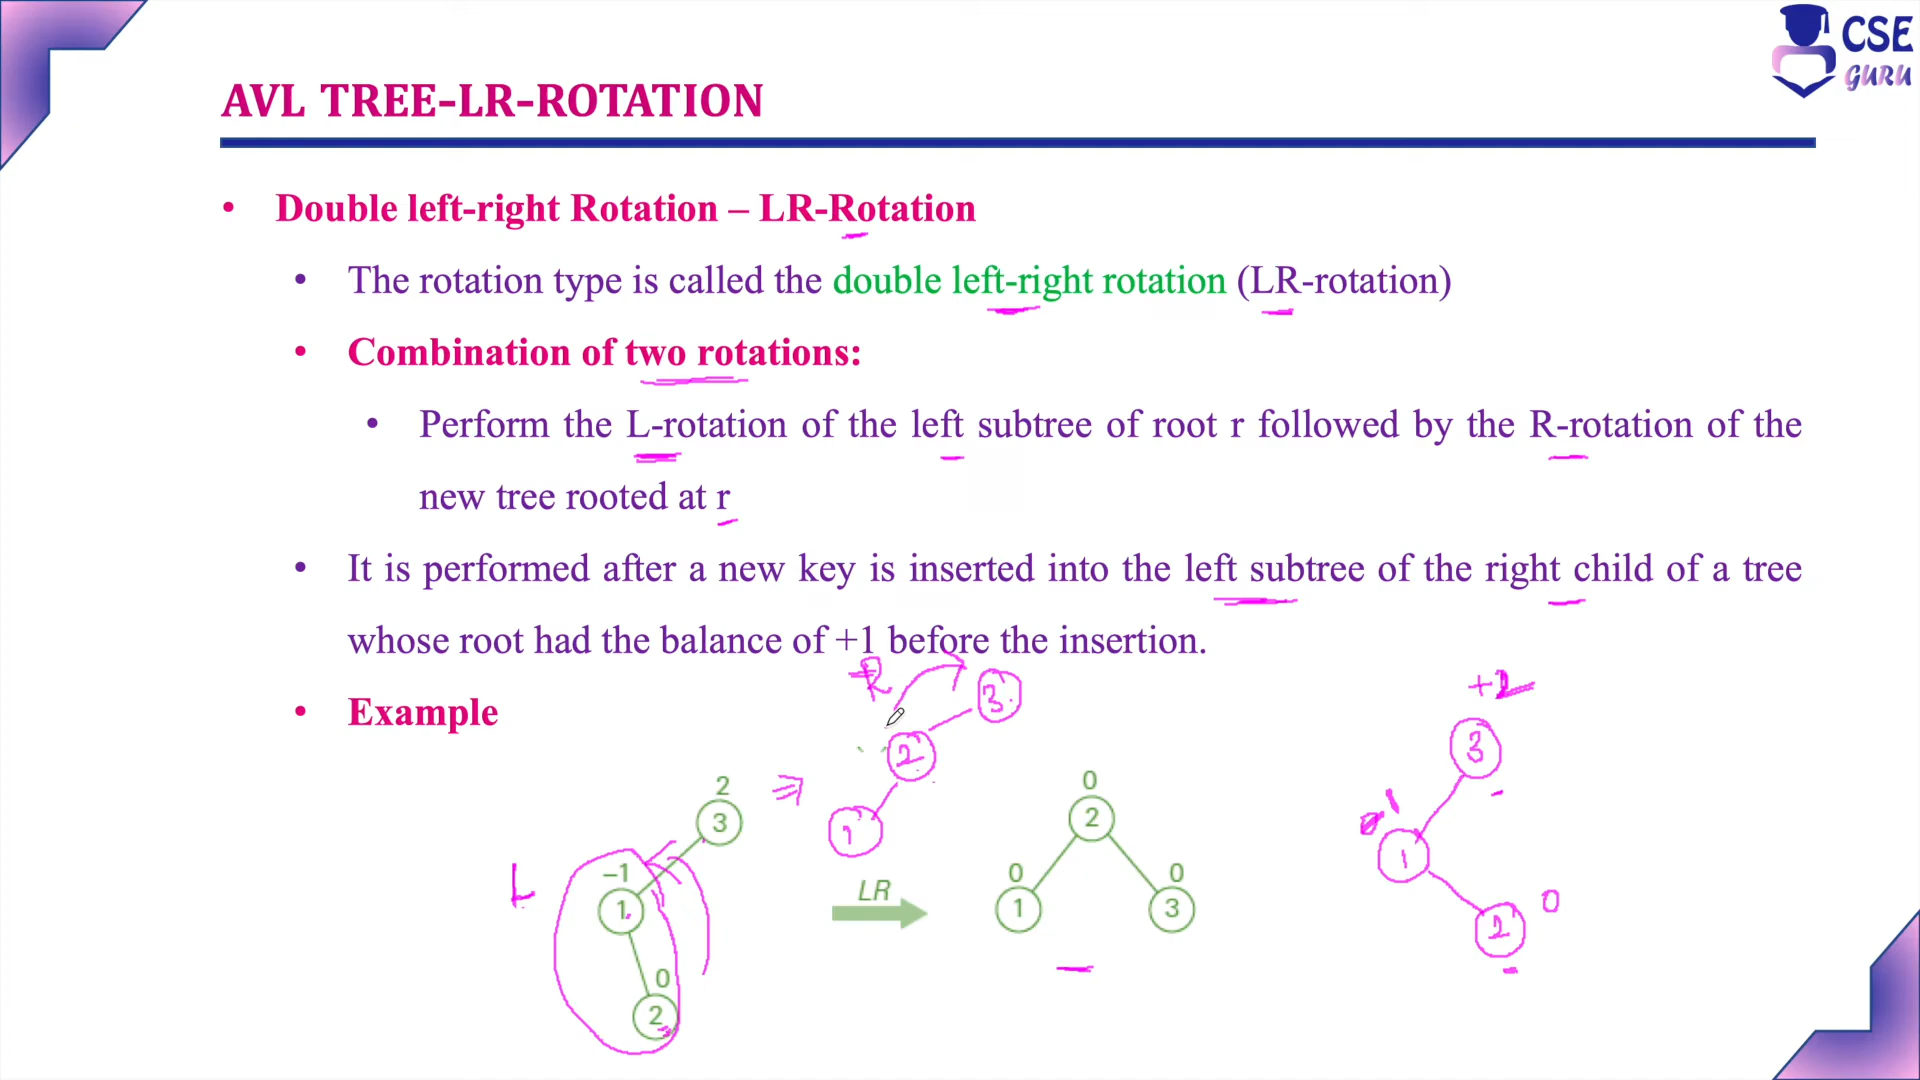 CSE
GURU
AVL TREE-LR-ROTATION
• Double left-right Rotation – LR-Rotation
• The rotation type is called the double left-right rotation (LR-rotation)
• Combination of two rotations:
• Perform the L-rotation of the left subtree of root r followed by the R-rotation of the
new tree rooted at r
• It is performed after a new key is inserted into the left subtree of the right child of a tree
whose root had the balance of +1 before the insertion.
• Example
R
3
2
1
+2
3
1
2
0
L
2
3
–1
1
0
2
LR
0
2
0
1
0
3